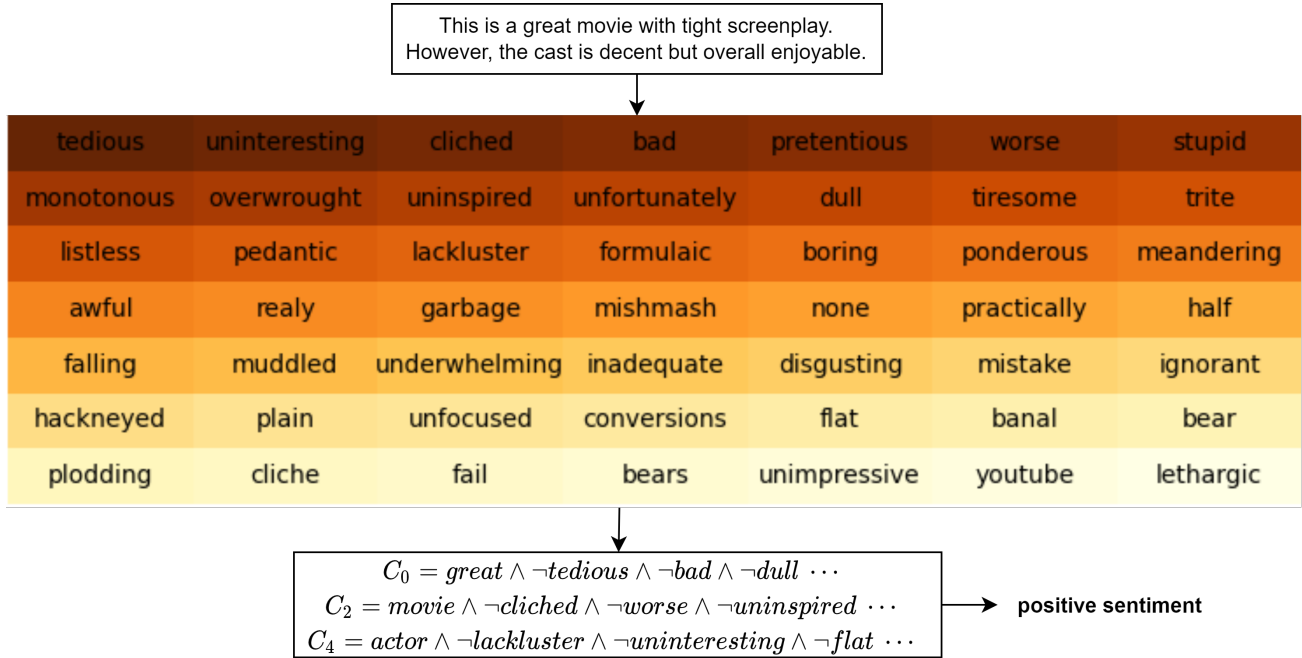 This is a great movie with tight screenplay.
However, the cast is decent but overall enjoyable.
tedious uninteresting cliched bad pretentious worse stupid
monotonous overwrought uninspired unfortunately dull tiresome trite
listless pedantic lackluster formulaic boring ponderous meandering
awful realy garbage mishmash none practically half
falling muddled underwhelming inadequate disgusting mistake ignorant
hackneyed plain unfocused conversions flat banal bear
plodding cliche fail bears unimpressive youtube lethargic
C₀ = great ∧ ¬tedious ∧ ¬bad ∧ ¬dull ⋯
C₂ = movie ∧ ¬cliched ∧ ¬worse ∧ ¬uninspired ⋯
C₄ = actor ∧ ¬lackluster ∧ ¬uninteresting ∧ ¬flat ⋯
positive sentiment